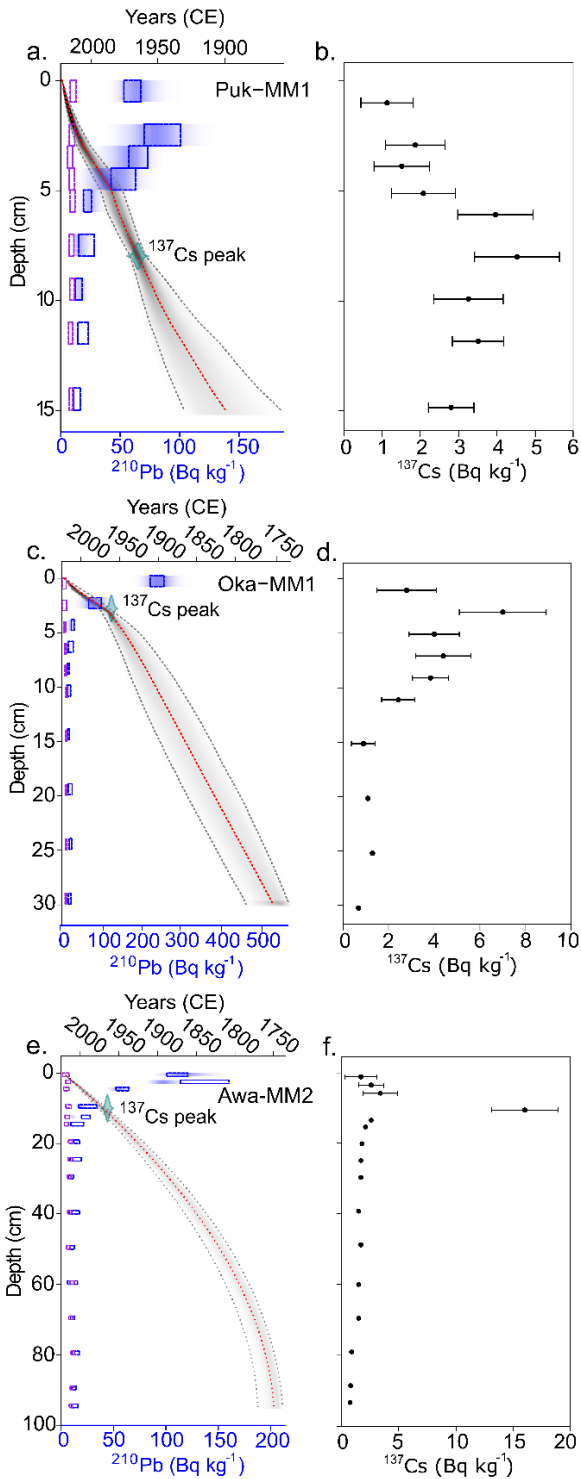 Years (CE)
2000 1950 1900
a.
b.
Puk−MM1
0
5
10
15
Depth (cm)
¹³⁷Cs peak
0 50 100 150
²¹⁰Pb (Bq kg⁻¹)
0 1 2 3 4 5 6
¹³⁷Cs (Bq kg⁻¹)
Years (CE)
2000 1950 1900 1850 1800 1750
c.
d.
Oka−MM1
0
5
10
15
20
25
30
Depth (cm)
¹³⁷Cs peak
0 100 200 300 400 500
²¹⁰Pb (Bq kg⁻¹)
0 2 4 6 8 10
¹³⁷Cs (Bq kg⁻¹)
Years (CE)
2000 1950 1900 1850 1800 1750
e.
f.
Awa-MM2
0
20
40
60
80
100
Depth (cm)
¹³⁷Cs peak
0 50 100 150 200
²¹⁰Pb (Bq kg⁻¹)
0 5 10 15 20
¹³⁷Cs (Bq kg⁻¹)